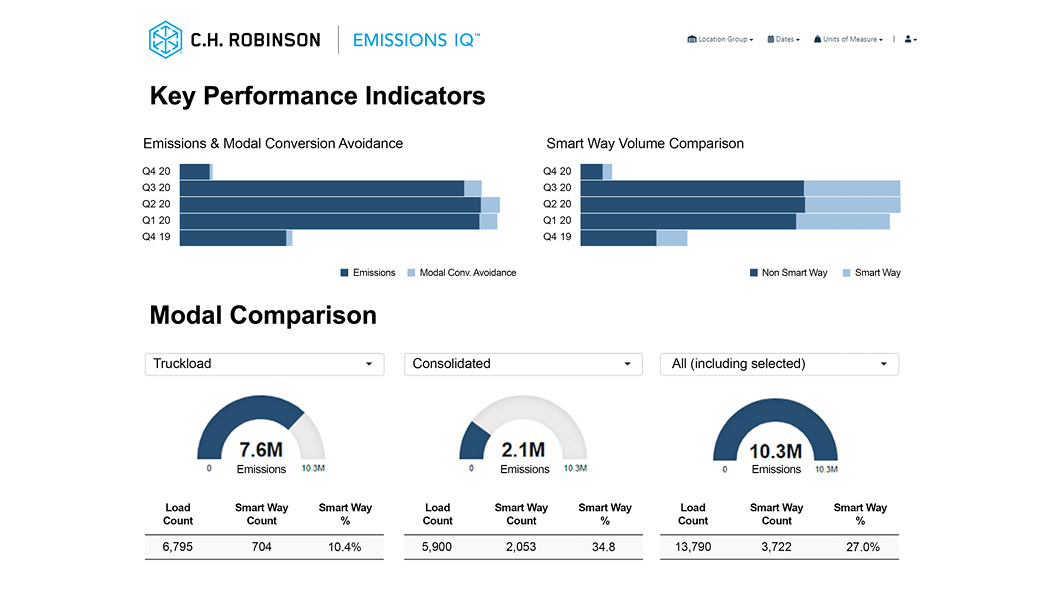 C.H. ROBINSON EMISSIONS IQ™
Location Group Dates Units of Measure |
Key Performance Indicators
Emissions & Modal Conversion Avoidance
Q4 20
Q3 20
Q2 20
Q1 20
Q4 19
Emissions Modal Conv. Avoidance
Smart Way Volume Comparison
Q4 20
Q3 20
Q2 20
Q1 20
Q4 19
Non Smart Way Smart Way
Modal Comparison
Truckload
7.6M
0 Emissions 10.3M
Load Smart Way Smart Way
Count Count %
6,795 704 10.4%
Consolidated
2.1M
0 Emissions 10.3M
Load Smart Way Smart Way
Count Count %
5,900 2,053 34.8
All (including selected)
10.3M
0 Emissions 10.3M
Load Smart Way Smart Way
Count Count %
13,790 3,722 27.0%